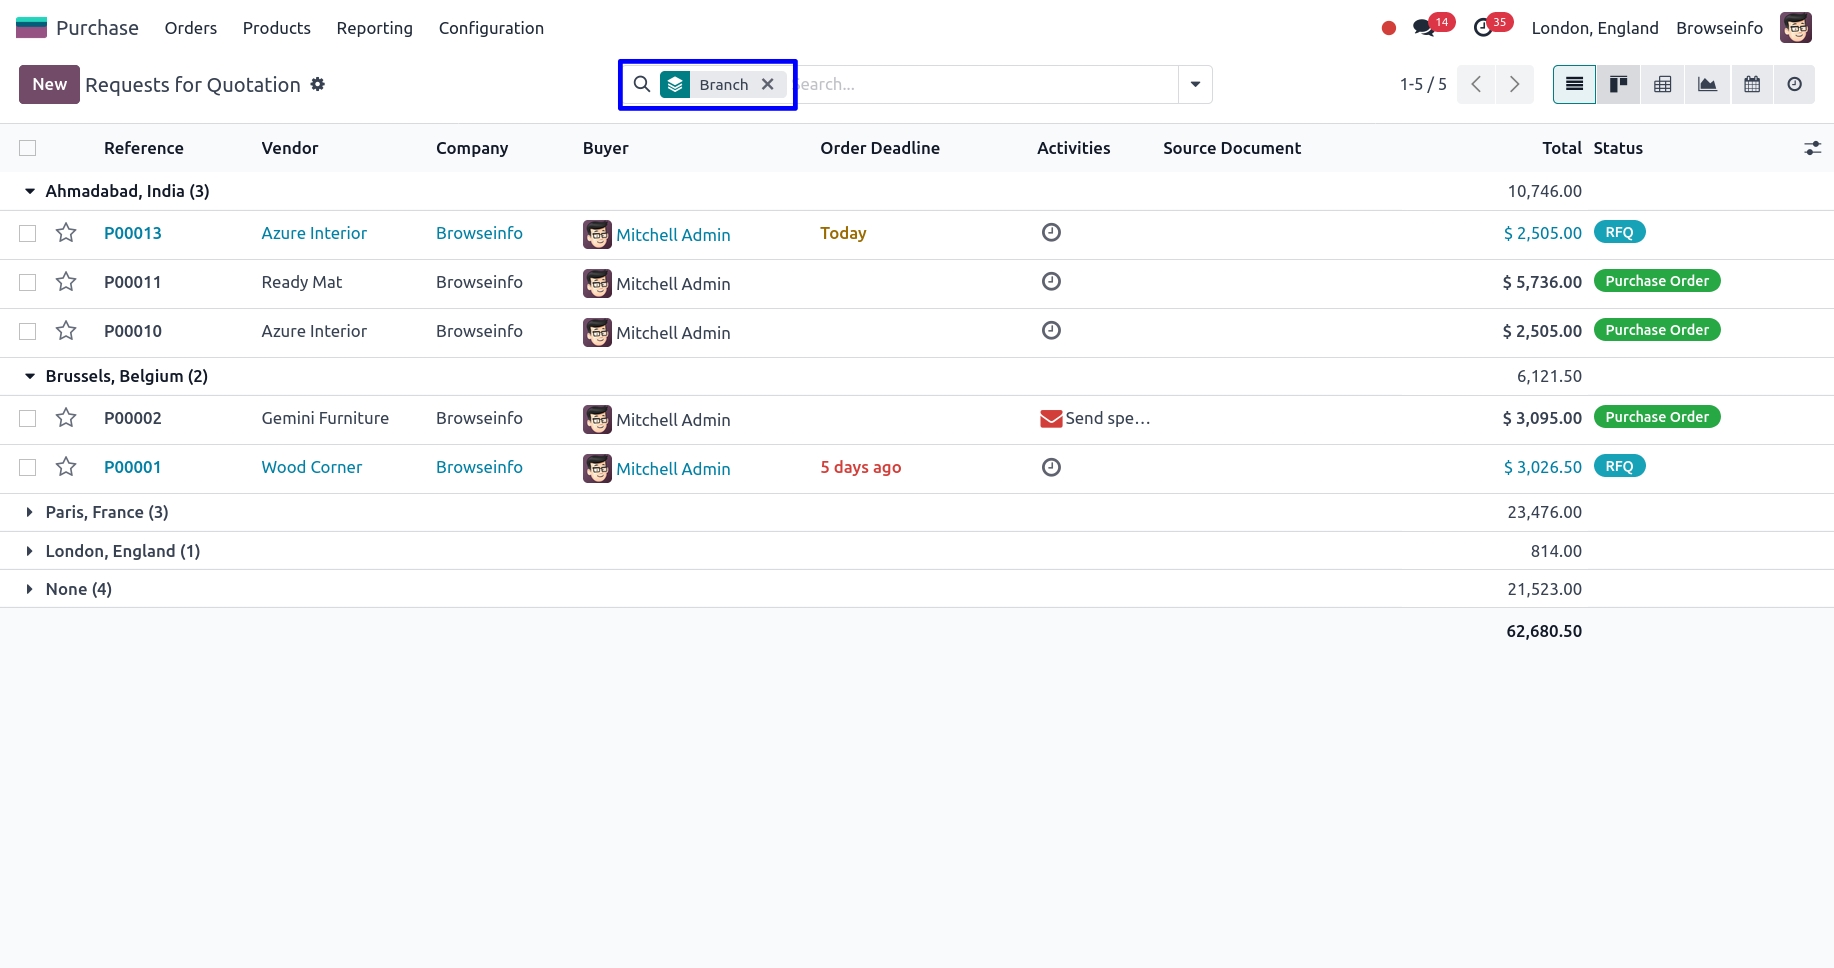 Purchase Orders Products Reporting Configuration 14 35 London, England Browseinfo
New Requests for Quotation Branch Search... 1-5 / 5
Reference Vendor Company Buyer Order Deadline Activities Source Document Total Status
Ahmadabad, India (3) 10,746.00
P00013 Azure Interior Browseinfo Mitchell Admin Today $ 2,505.00 RFQ
P00011 Ready Mat Browseinfo Mitchell Admin $ 5,736.00 Purchase Order
P00010 Azure Interior Browseinfo Mitchell Admin $ 2,505.00 Purchase Order
Brussels, Belgium (2) 6,121.50
P00002 Gemini Furniture Browseinfo Mitchell Admin Send spe... $ 3,095.00 Purchase Order
P00001 Wood Corner Browseinfo Mitchell Admin 5 days ago $ 3,026.50 RFQ
Paris, France (3) 23,476.00
London, England (1) 814.00
None (4) 21,523.00
62,680.50